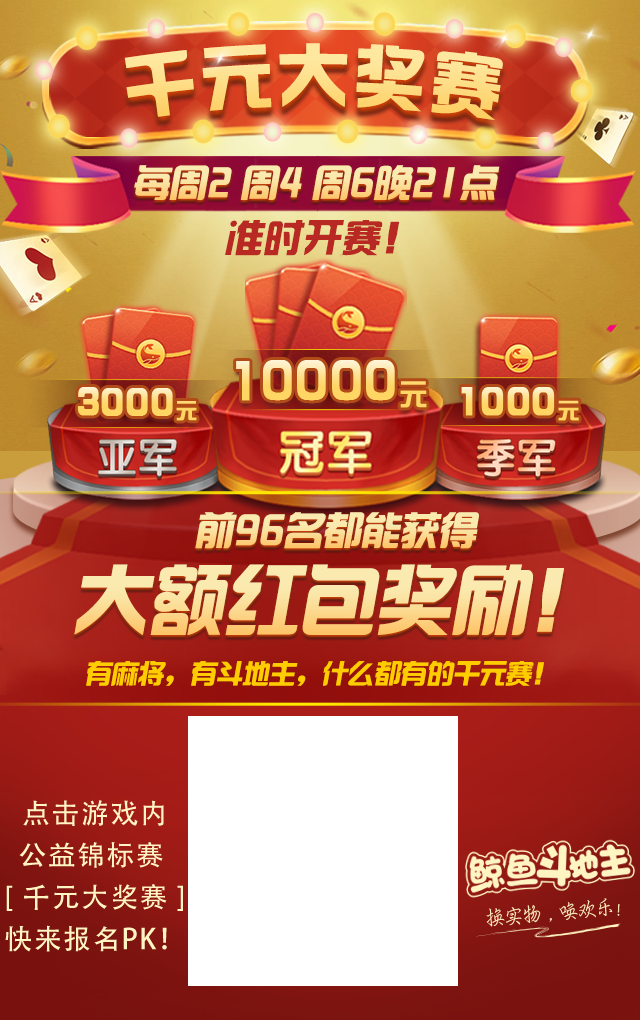 千元大奖赛
每周2 周4 周6晚21点
准时开赛!
10000元
3000元
1000元
亚军
冠军
季军
前96名都能获得
大额红包奖励!
有麻将，有斗地主，什么都有的千元赛!
点击游戏内
公益锦标赛
[千元大奖赛]
快来报名PK!
鲸鱼斗地主
换实物，唤欢乐!